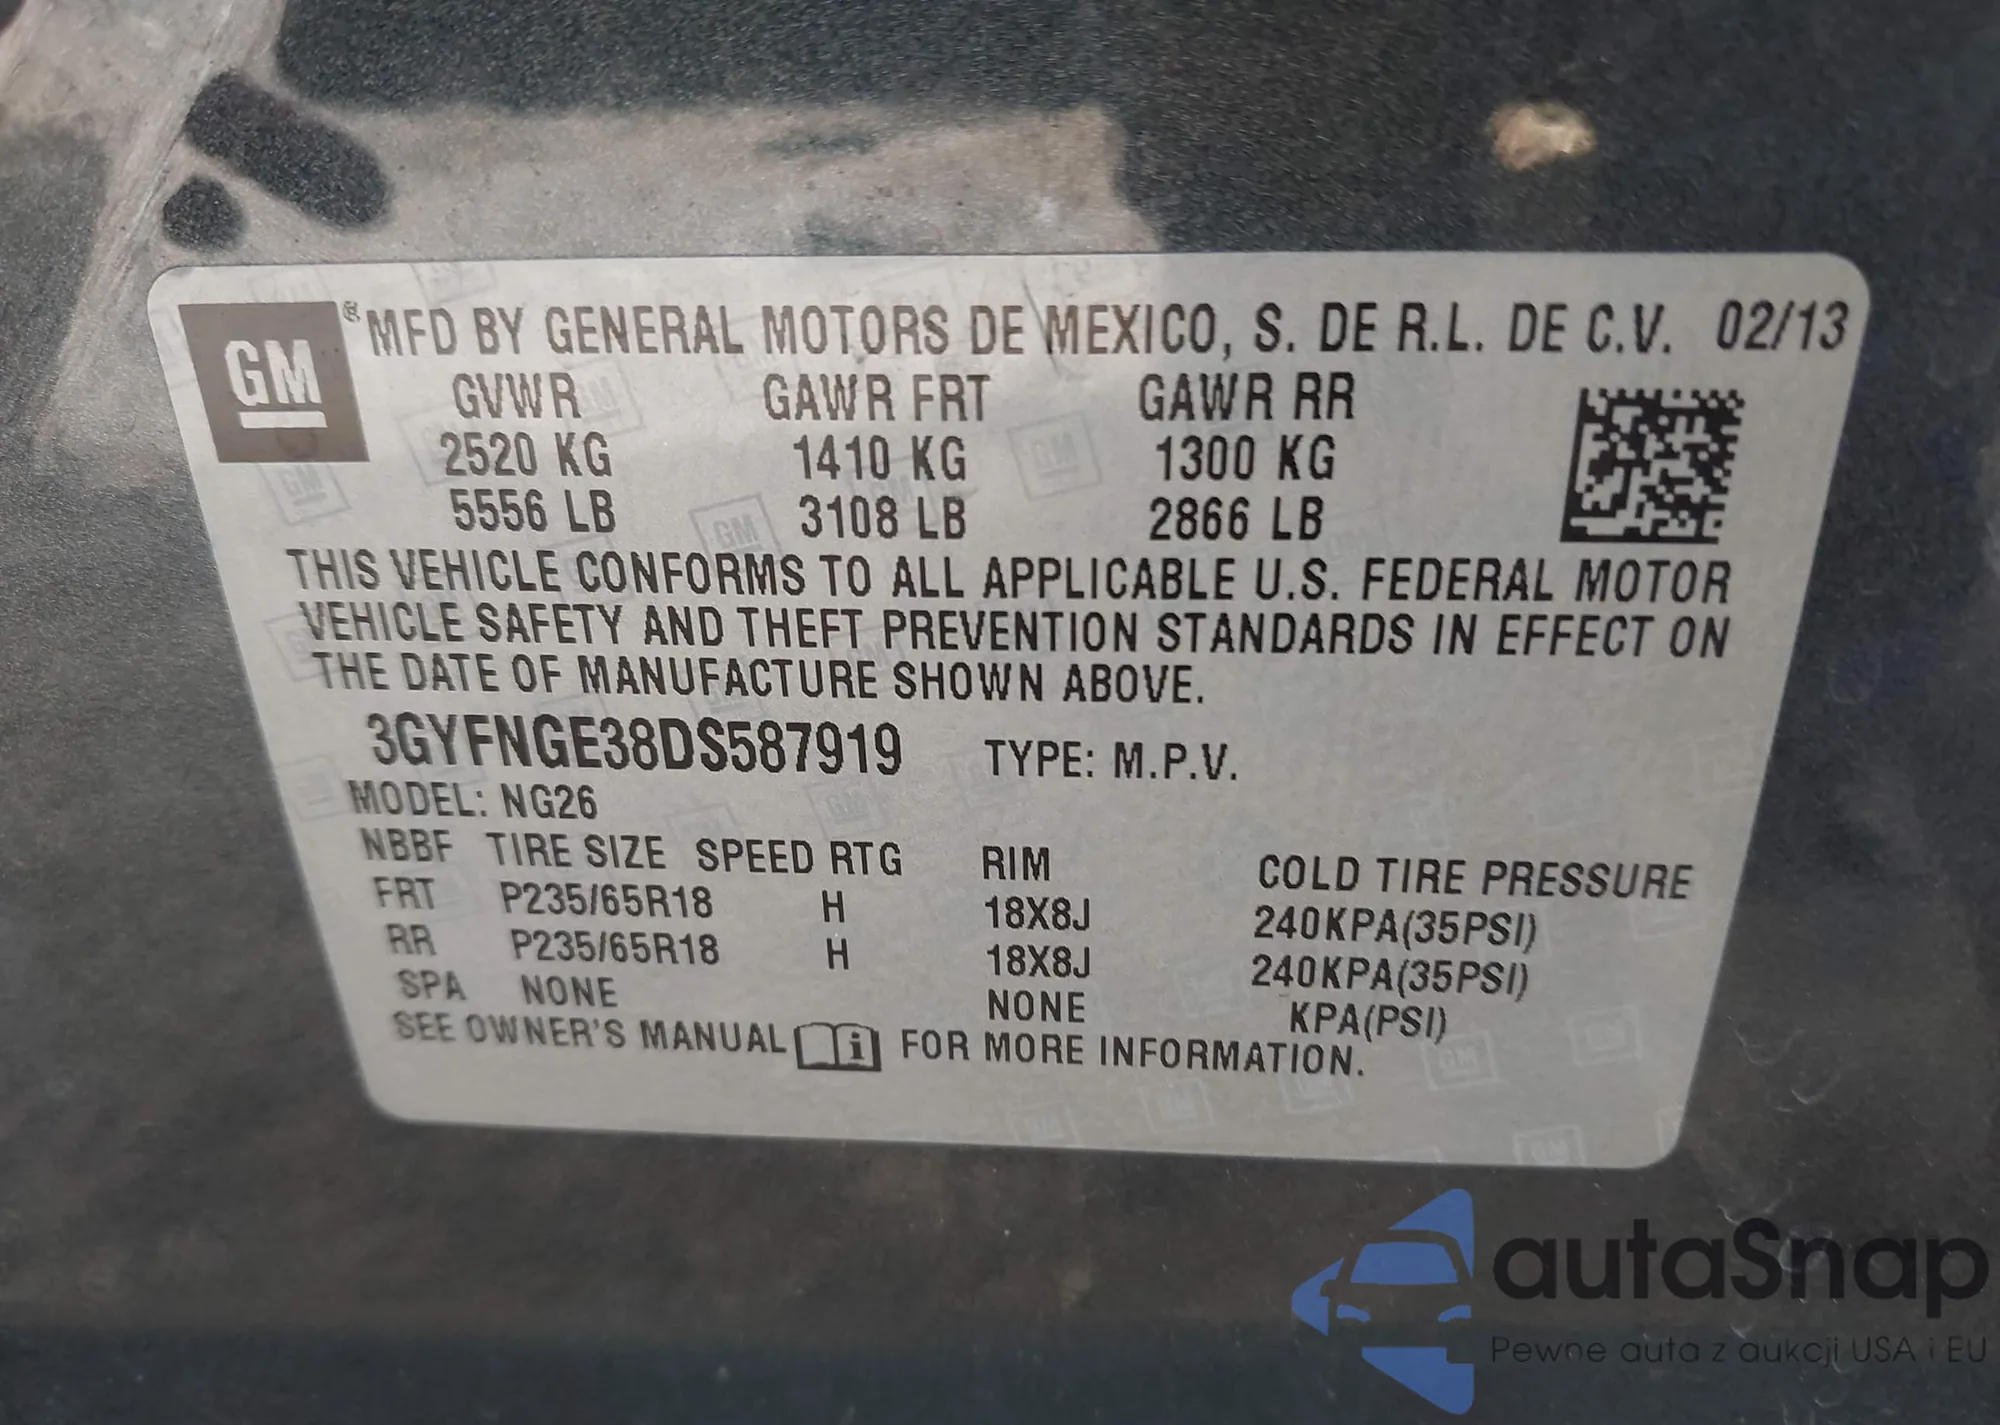 GM ® MFD BY GENERAL MOTORS DE MEXICO, S. DE R.L. DE C.V. 02/13
GVWR GAWR FRT GAWR RR
2520 KG 1410 KG 1300 KG
5556 LB 3108 LB 2866 LB
THIS VEHICLE CONFORMS TO ALL APPLICABLE U.S. FEDERAL MOTOR
VEHICLE SAFETY AND THEFT PREVENTION STANDARDS IN EFFECT ON
THE DATE OF MANUFACTURE SHOWN ABOVE.
3GYFNGE38DS587919 TYPE: M.P.V.
MODEL: NG26
NBBF TIRE SIZE SPEED RTG RIM COLD TIRE PRESSURE
FRT P235/65R18 H 18X8J 240KPA(35PSI)
RR P235/65R18 H 18X8J 240KPA(35PSI)
SPA NONE NONE KPA(PSI)
SEE OWNER'S MANUAL i FOR MORE INFORMATION.
autaSnap
Pewne auta z aukcji USA i EU